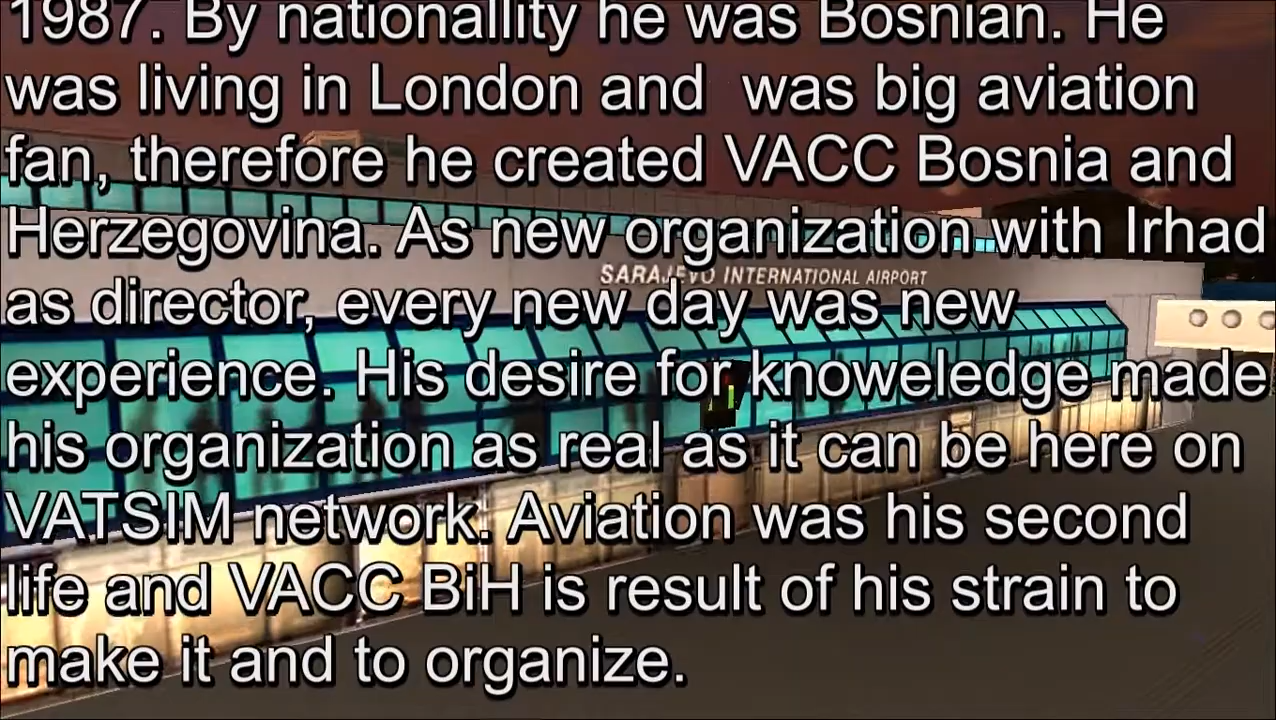 1987. By nationallity he was Bosnian. He
was living in London and  was big aviation
fan, therefore he created VACC Bosnia and
Herzegovina. As new organization with Irhad
SARAJEVO INTERNATIONAL AIRPORT
as director, every new day was new
experience. His desire for knoweledge made
his organization as real as it can be here on
VATSIM network. Aviation was his second
life and VACC BiH is result of his strain to
make it and to organize.